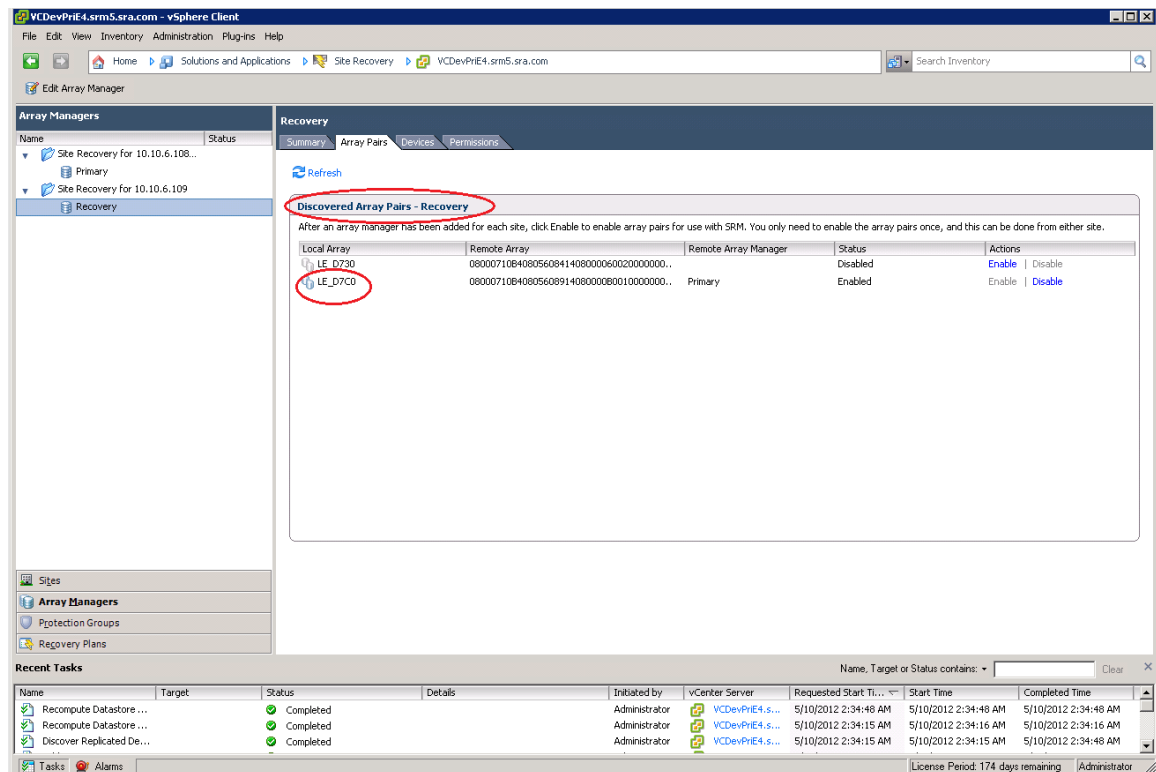 VCDevPriE4.srm5.sra.com - vSphere Client
File Edit View Inventory Administration Plug-ins Help
Home Solutions and Applications Site Recovery VCDevPriE4.srm5.sra.com Search Inventory
Edit Array Manager
Array Managers
Name Status
Site Recovery for 10.10.6.108...
Primary
Site Recovery for 10.10.6.109
Recovery
Recovery
Summary Array Pairs Devices Permissions
Refresh
Discovered Array Pairs - Recovery
After an array manager has been added for each site, click Enable to enable array pairs for use with SRM. You only need to enable the array pairs once, and this can be done from either site.
Local Array Remote Array Remote Array Manager Status Actions
LE_D730 08000710B4080560841408000060020000000.. Disabled Enable | Disable
LE_D7C0 08000710B40805608914080000B0010000000.. Primary Enabled Enable | Disable
Sites
Array Managers
Protection Groups
Recovery Plans
Recent Tasks Name, Target or Status contains: Clear
Name Target Status Details Initiated by vCenter Server Requested Start Ti... Start Time Completed Time
Recompute Datastore ... Completed Administrator VCDevPriE4.s... 5/10/2012 2:34:48 AM 5/10/2012 2:34:48 AM 5/10/2012 2:34:48 AM
Recompute Datastore ... Completed Administrator VCDevPriE4.s... 5/10/2012 2:34:15 AM 5/10/2012 2:34:16 AM 5/10/2012 2:34:16 AM
Discover Replicated De... Completed Administrator VCDevPriE4.s... 5/10/2012 2:34:15 AM 5/10/2012 2:34:15 AM 5/10/2012 2:34:48 AM
Tasks Alarms License Period: 174 days remaining Administrator